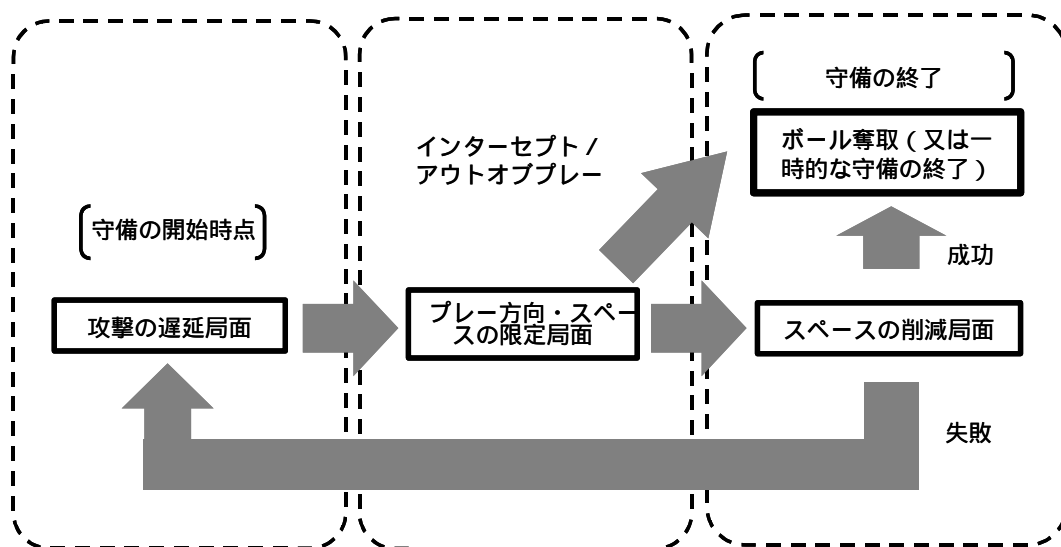 守備の開始時点
攻撃の遅延局面
インターセプト /
アウトオブプレー
プレー方向・スペー
スの限定局面
守備の終了
ボール奪取 ( 又は一
時的な守備の終了 )
成功
スペースの削減局面
失敗